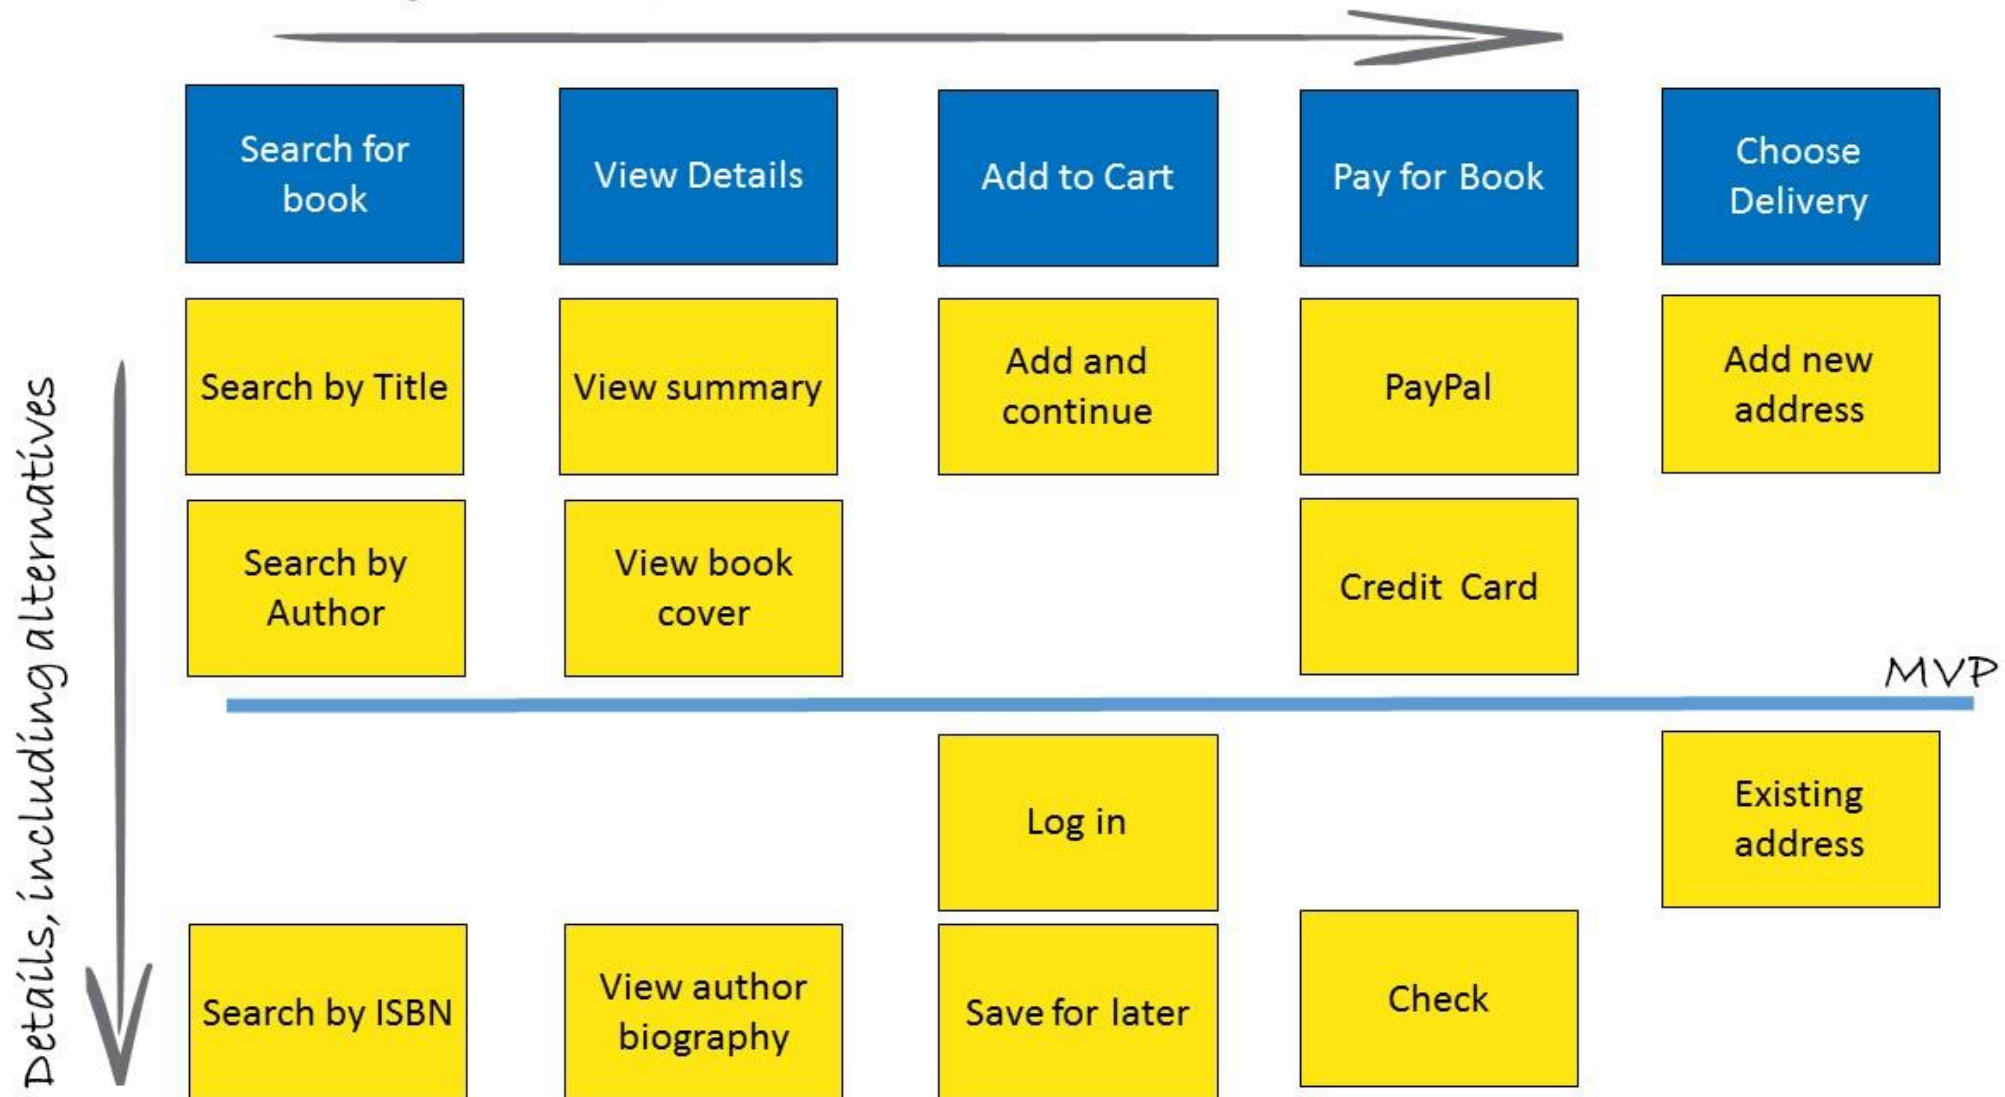 Search for
book
View Details
Add to Cart
Pay for Book
Choose
Delivery
Search by Title
View summary
Add and
continue
PayPal
Add new
address
Search by
Author
View book
cover
Credit  Card
MVP
Log in
Existing
address
Search by ISBN
View author
biography
Save for later
Check
Details, including alternatives